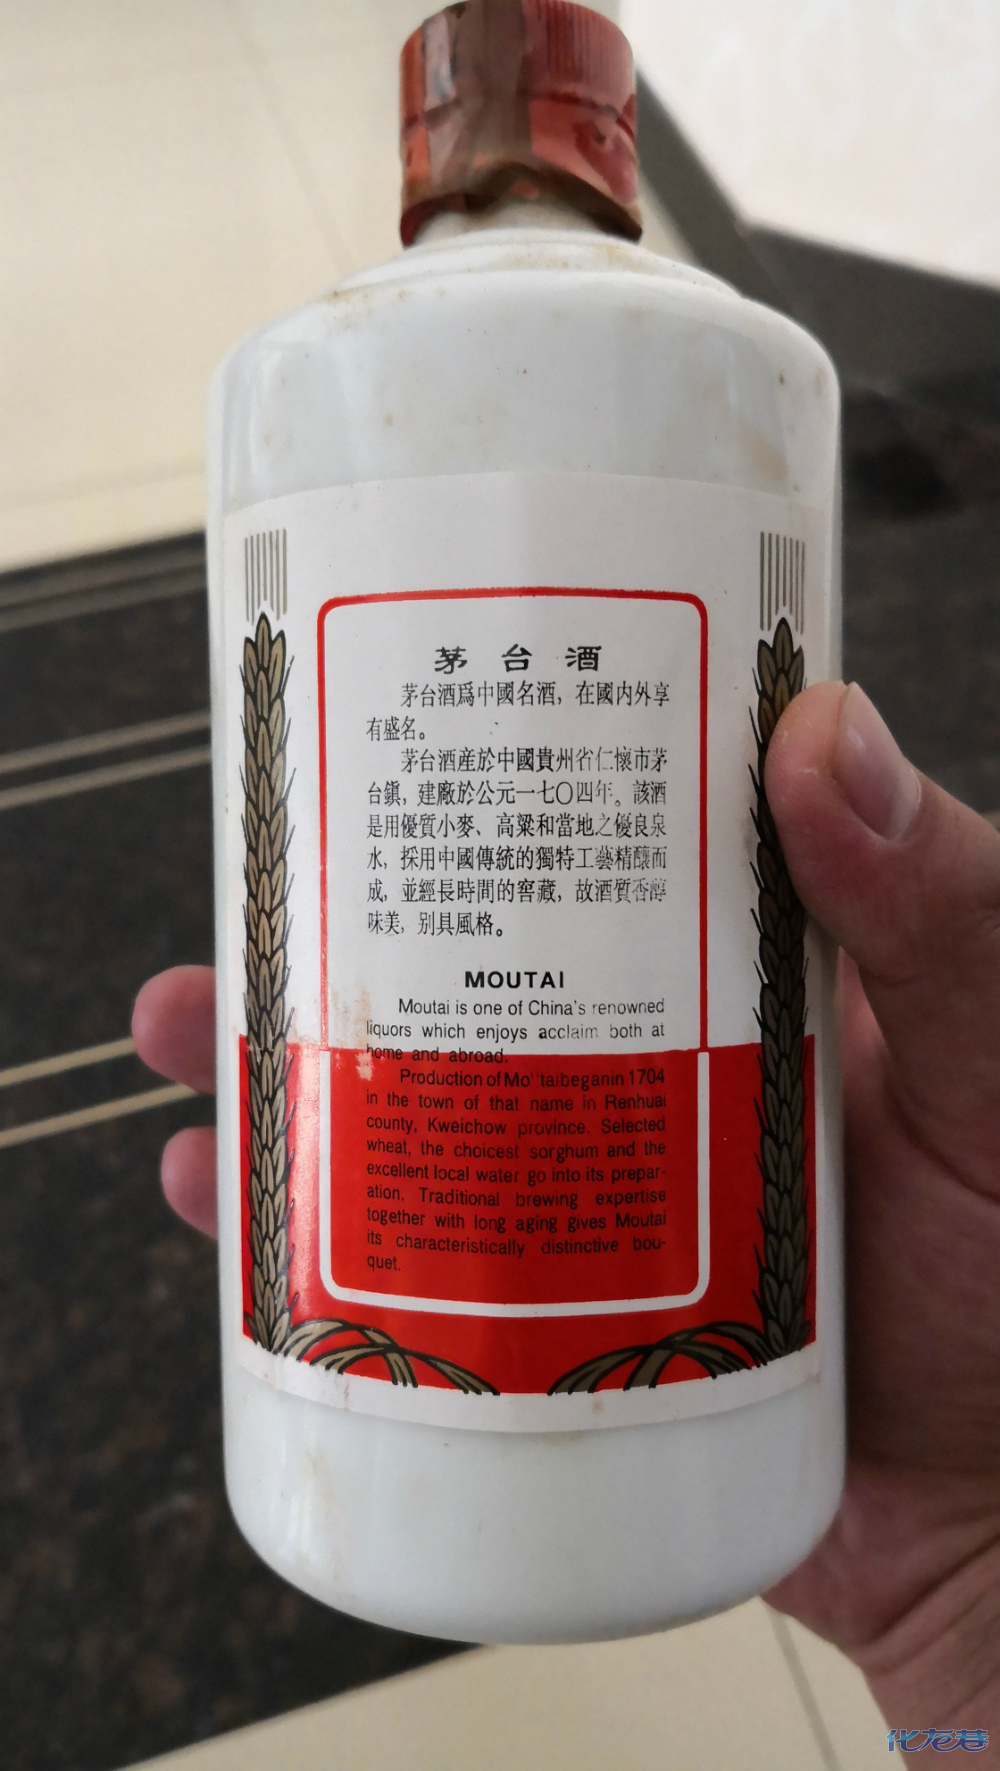 茅台酒
茅台酒爲中國名酒，在國内外享
有盛名。
茅台酒産於中國貴州省仁懷市茅
台鎮，建廠於公元一七〇四年。該酒
是用優質小麥、高粱和當地之優良泉
水，採用中國傳統的獨特工藝精釀而
成，並經長時間的窖藏，故酒質香醇
味美，别具風格。
MOUTAI
Moutai is one of China's renowned
liquors which enjoys acclaim both at
home and abroad.
Production of Mo' taibeganin 1704
in the town of that name in Renhuai
county, Kweichow province. Selected
wheat, the choicest sorghum and the
excellent local water go into its prepar-
ation. Traditional brewing expertise
together with long aging gives Moutai
its characteristically distinctive bou-
quet.
化龙巷